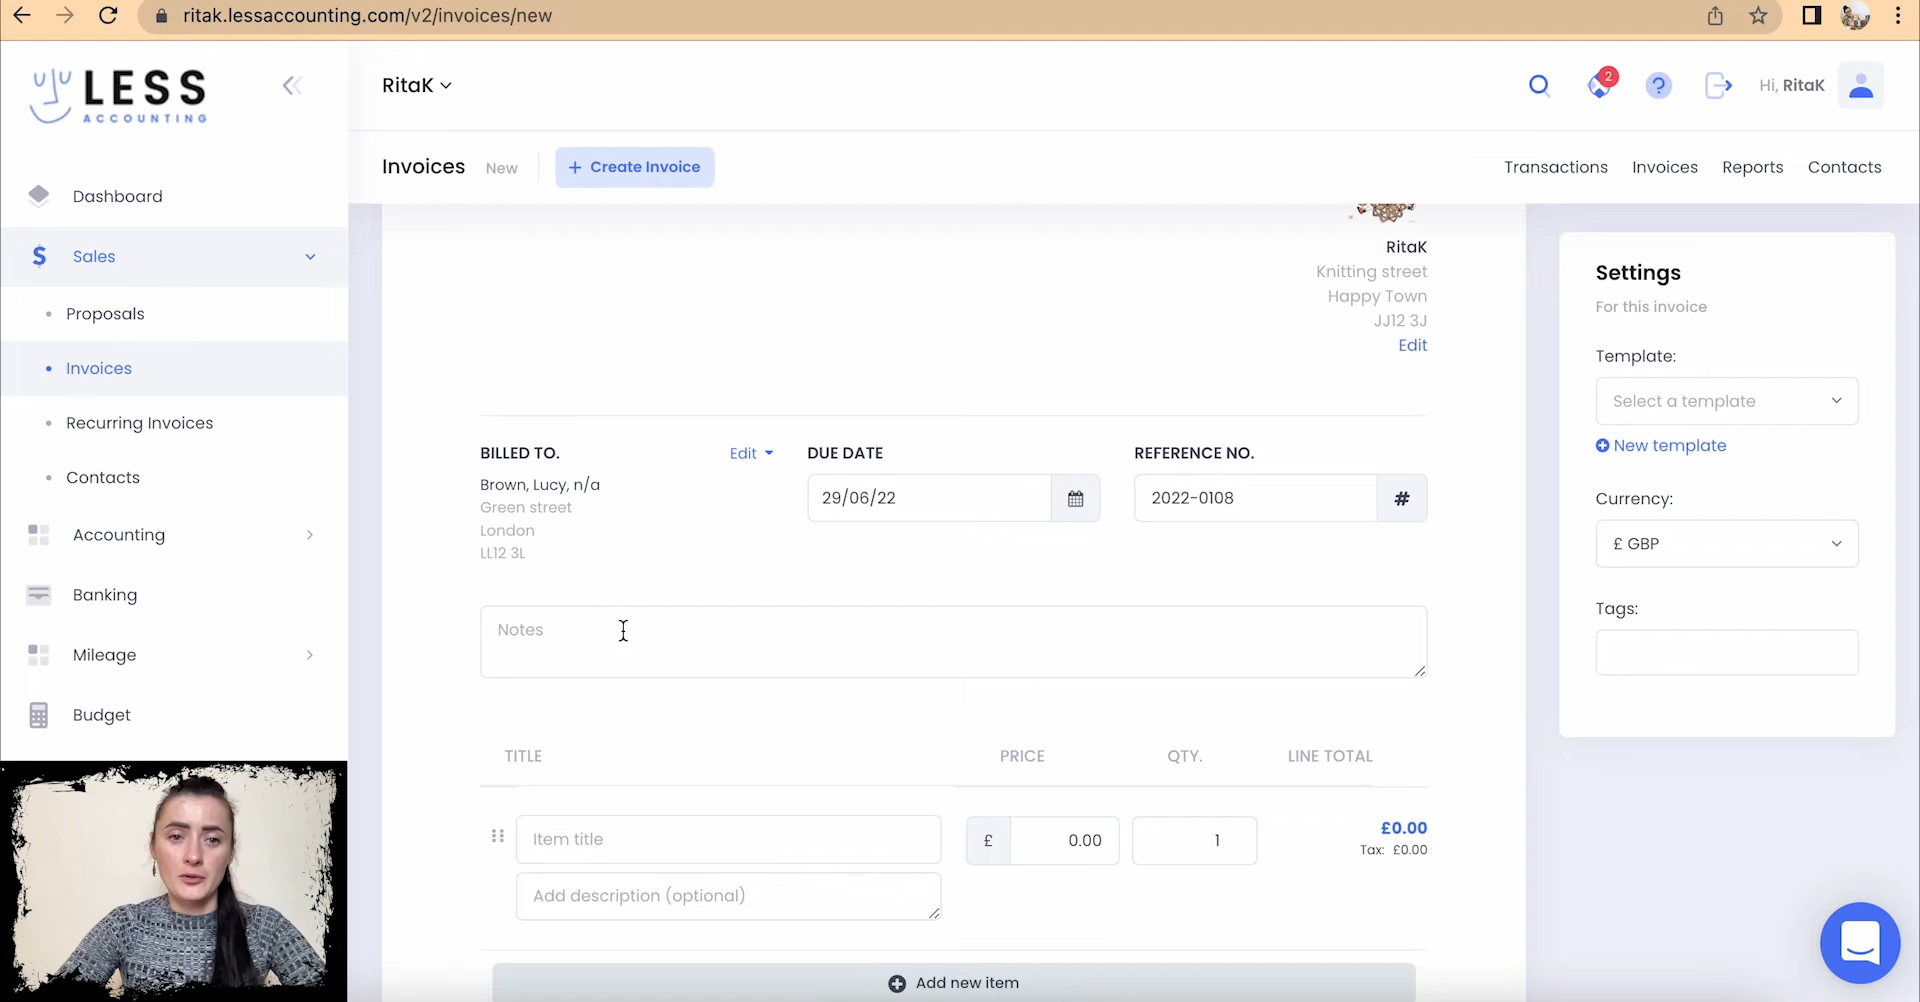 ritak.lessaccounting.com/v2/invoices/new
LESS
ACCOUNTING
RitaK
2
?
Hi, RitaK
Invoices New + Create Invoice
Transactions Invoices Reports Contacts
Dashboard
$ Sales
Proposals
Invoices
Recurring Invoices
Contacts
Accounting
Banking
Mileage
Budget
RitaK
Knitting street
Happy Town
JJ12 3J
Edit
BILLED TO. Edit
Brown, Lucy, n/a
Green street
London
LL12 3L
DUE DATE
29/06/22
REFERENCE NO.
2022-0108 #
Notes
TITLE PRICE QTY. LINE TOTAL
Item title £ 0.00 1 £0.00
Tax: £0.00
Add description (optional)
Add new item
Settings
For this invoice
Template:
Select a template
New template
Currency:
£ GBP
Tags: